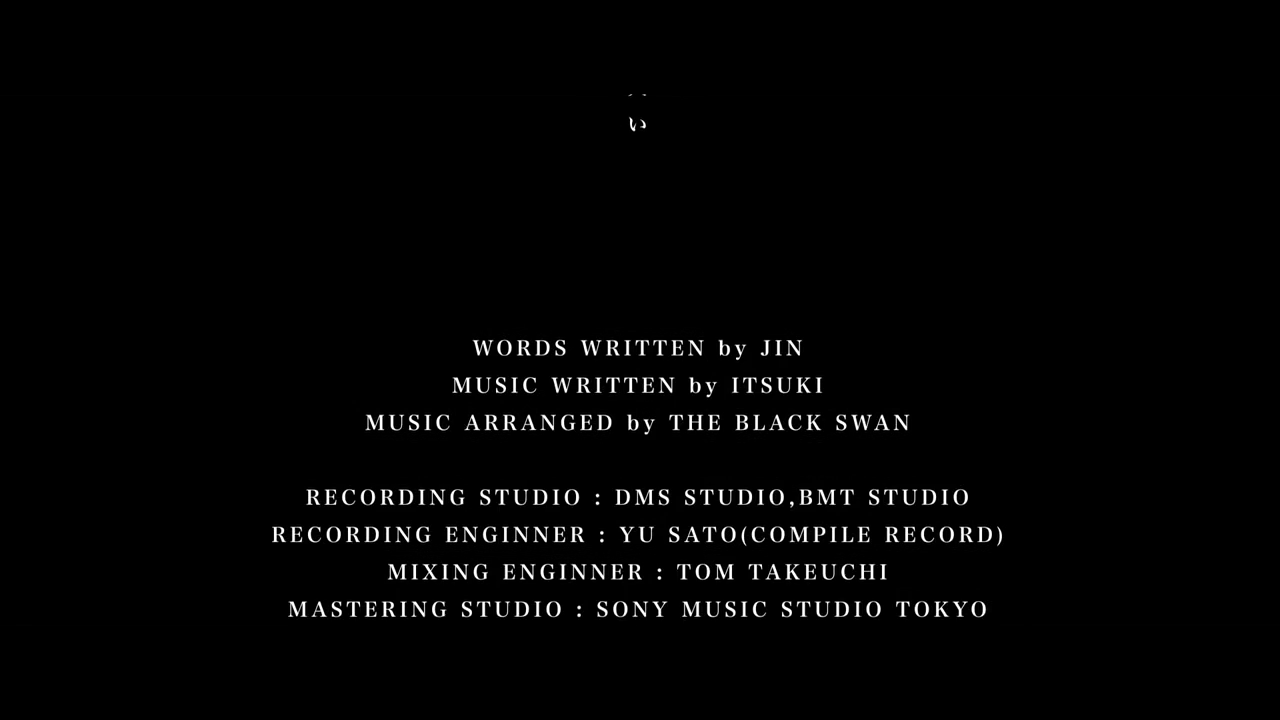 い
WORDS WRITTEN by JIN
MUSIC WRITTEN by ITSUKI
MUSIC ARRANGED by THE BLACK SWAN
RECORDING STUDIO : DMS STUDIO,BMT STUDIO
RECORDING ENGINNER : YU SATO(COMPILE RECORD)
MIXING ENGINNER : TOM TAKEUCHI
MASTERING STUDIO : SONY MUSIC STUDIO TOKYO